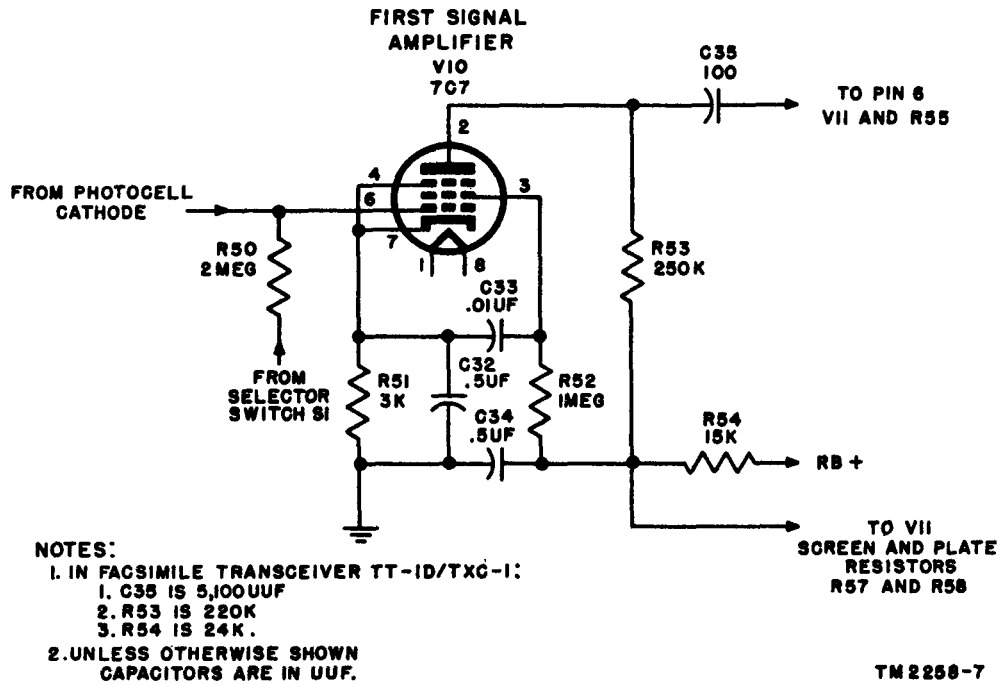 FIRST SIGNAL
AMPLIFIER
V10
7C7
C35
100
TO PIN 6
V11 AND R55
2
4
6
3
7
1
8
FROM PHOTOCELL
CATHODE
R50
2 MEG
R53
250K
C33
.01UF
FROM
SELECTOR
SWITCH S1
R51
3K
C32
.5UF
R52
1MEG
C34
.5UF
R54
15K
RB +
TO V11
SCREEN AND PLATE
RESISTORS
R57 AND R58
NOTES:
1. IN FACSIMILE TRANSCEIVER TT-1D/TXC-1:
1. C35 IS 5,100UUF
2. R53 IS 220K
3. R54 IS 24K.
2. UNLESS OTHERWISE SHOWN
CAPACITORS ARE IN UUF.
TM 2258-7